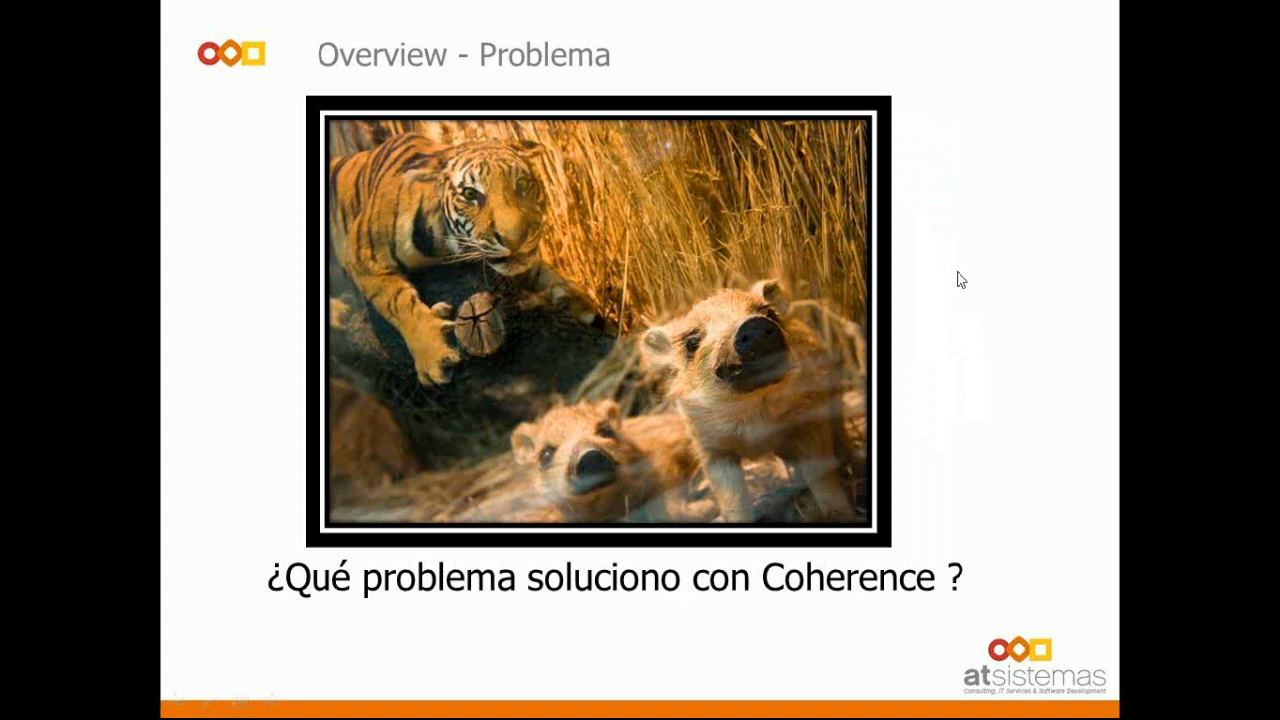 Overview - Problema
¿Qué problema soluciono con Coherence ?
atsistemas
Consulting, IT Services & Software Development